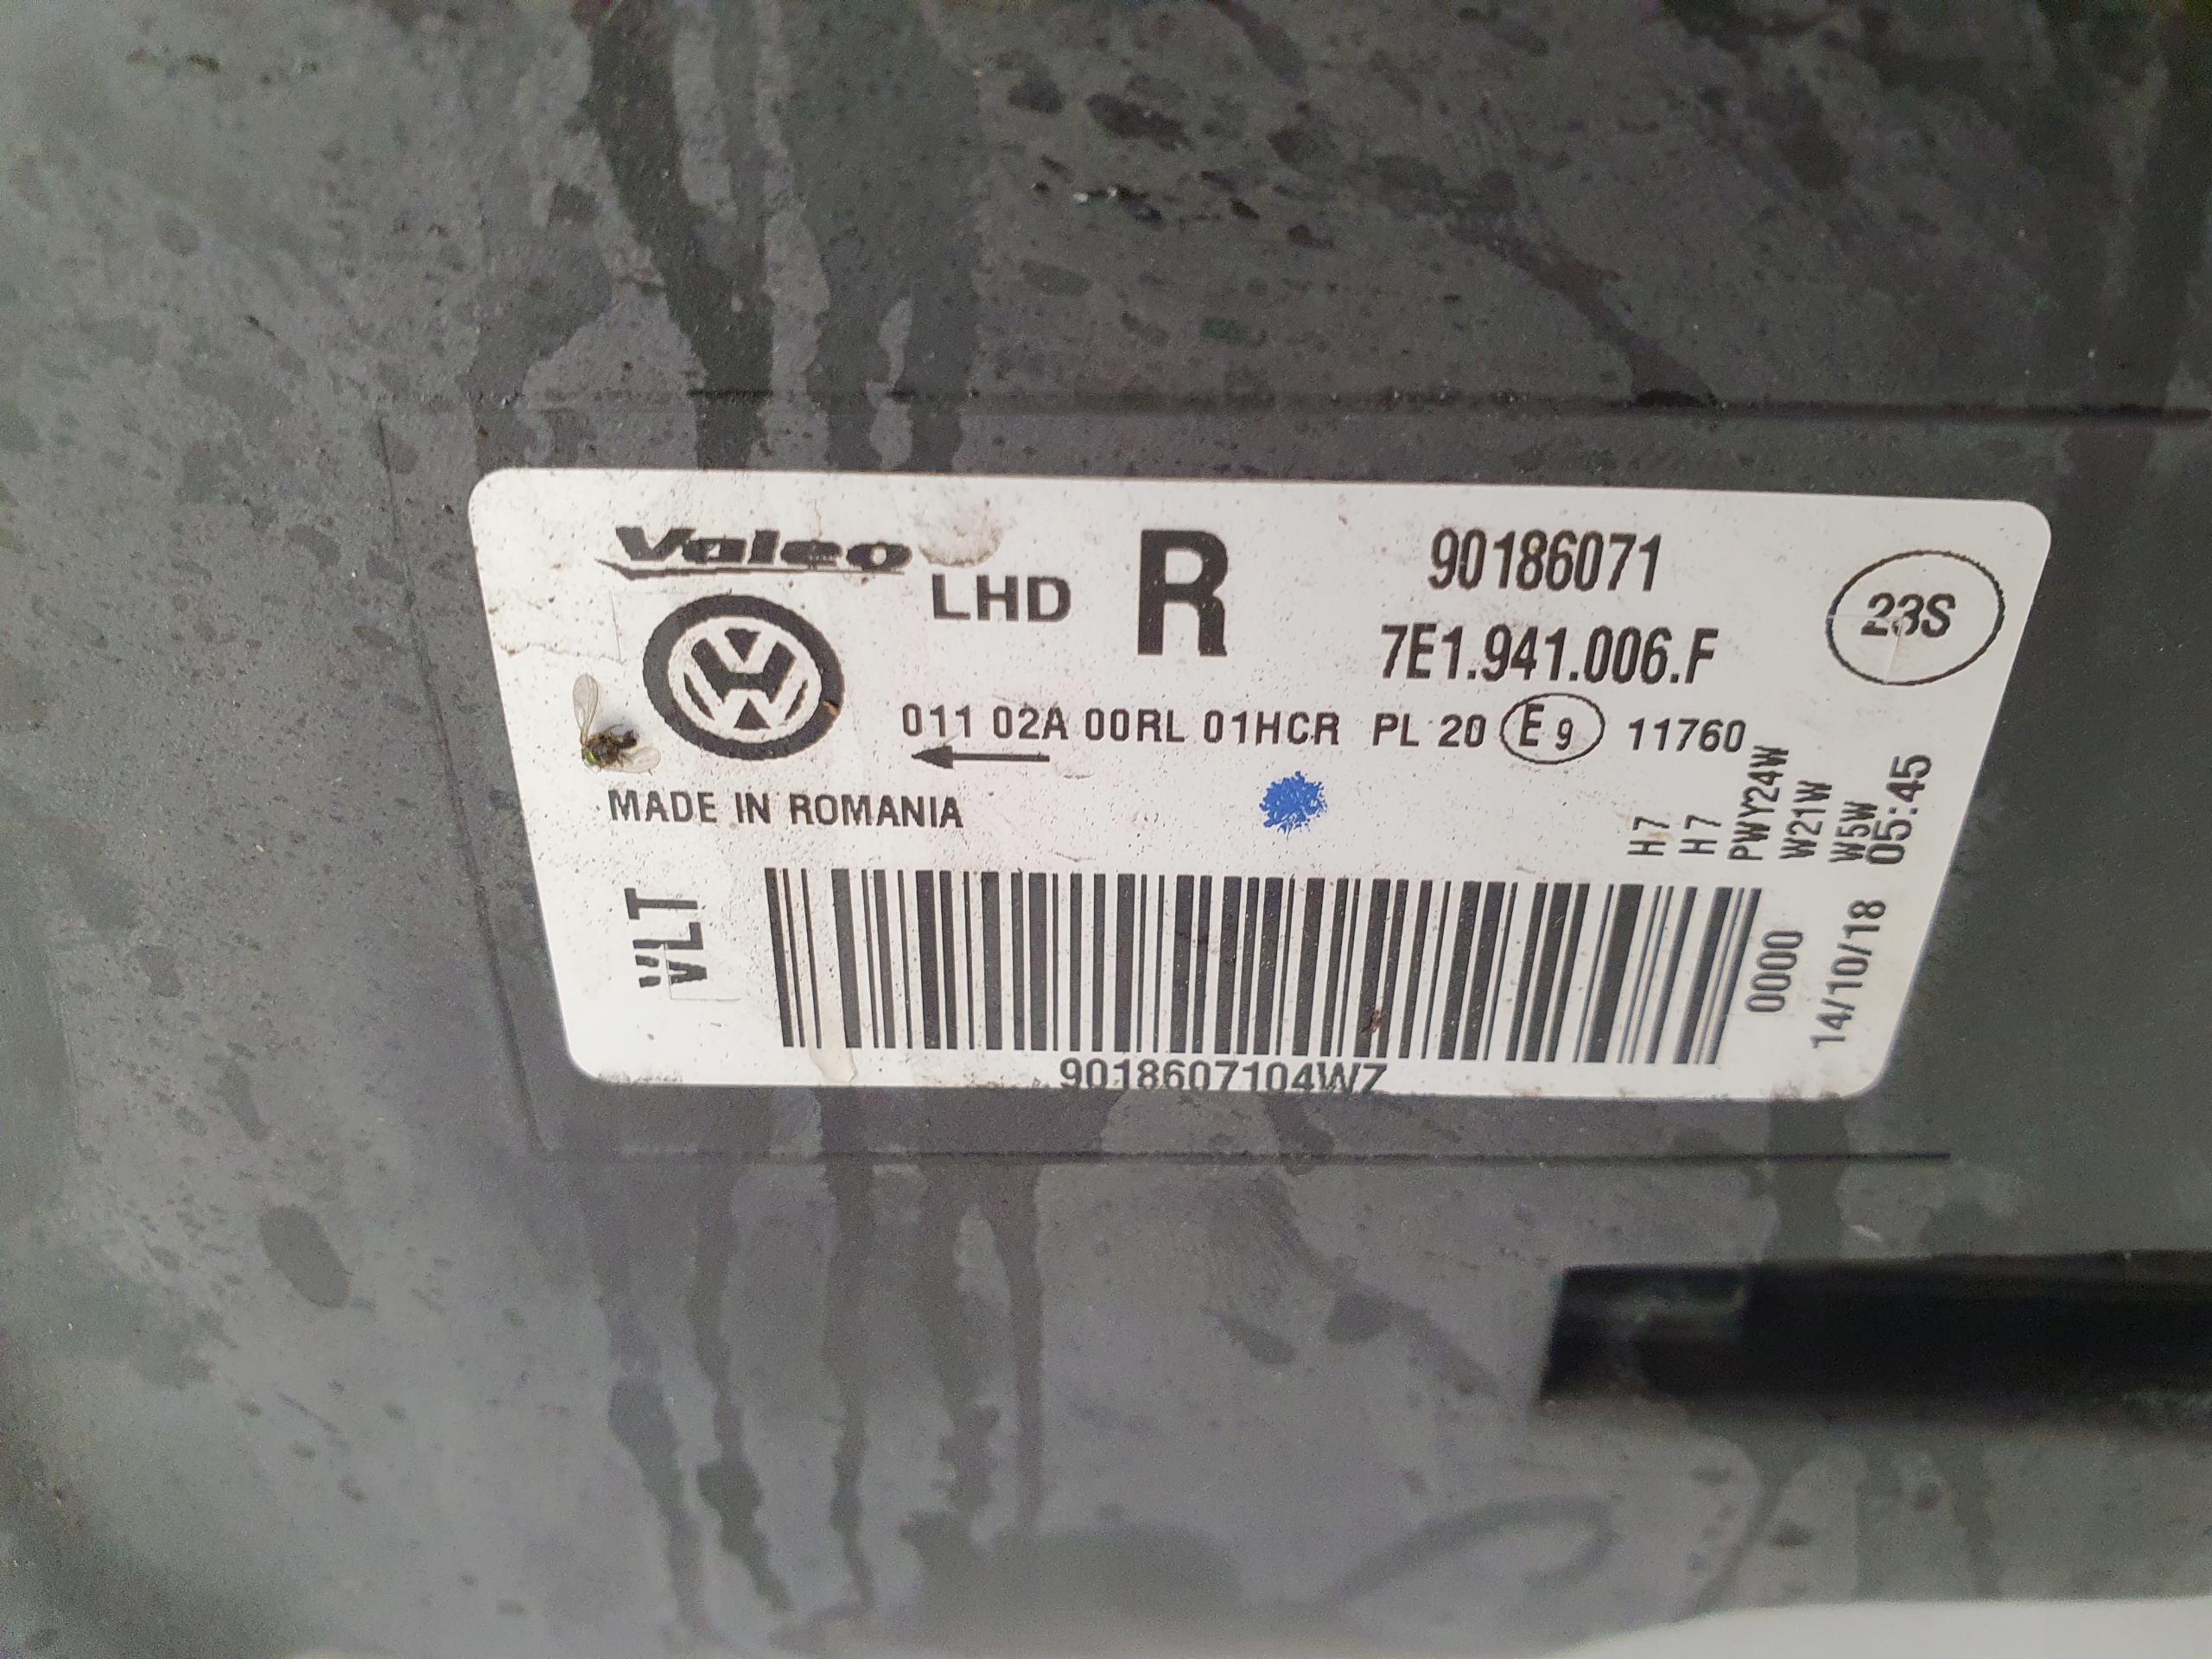 Valeo
LHD R
90186071
7E1.941.006.F
23S
011 02A 00RL 01HCR PL 20 E9 11760
MADE IN ROMANIA
H7
H7
PWY24W
W21W
W5W
05:45
VLT
0000
14/10/18
9018607104WZ